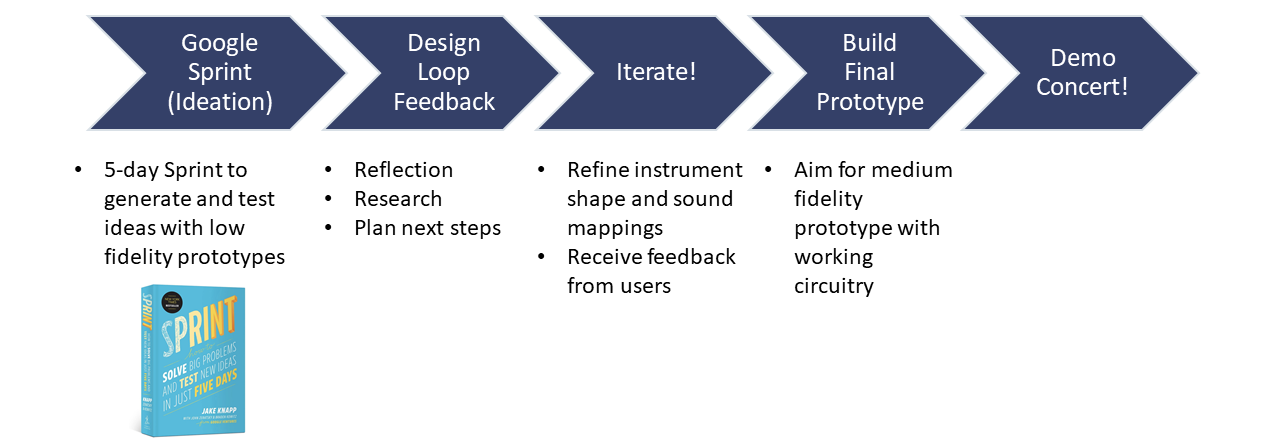 Google
Sprint
(Ideation)
Design
Loop
Feedback
Iterate!
Build
Final
Prototype
Demo
Concert!
• 5-day Sprint to
generate and test
ideas with low
fidelity prototypes
• Reflection
• Research
• Plan next steps
• Refine instrument
shape and sound
mappings
• Receive feedback
from users
• Aim for medium
fidelity
prototype with
working
circuitry
SPRINT
SPRINT
SOLVE BIG PROBLEMS
AND TEST NEW IDEAS
IN JUST FIVE DAYS
JAKE KNAPP
KNAPP